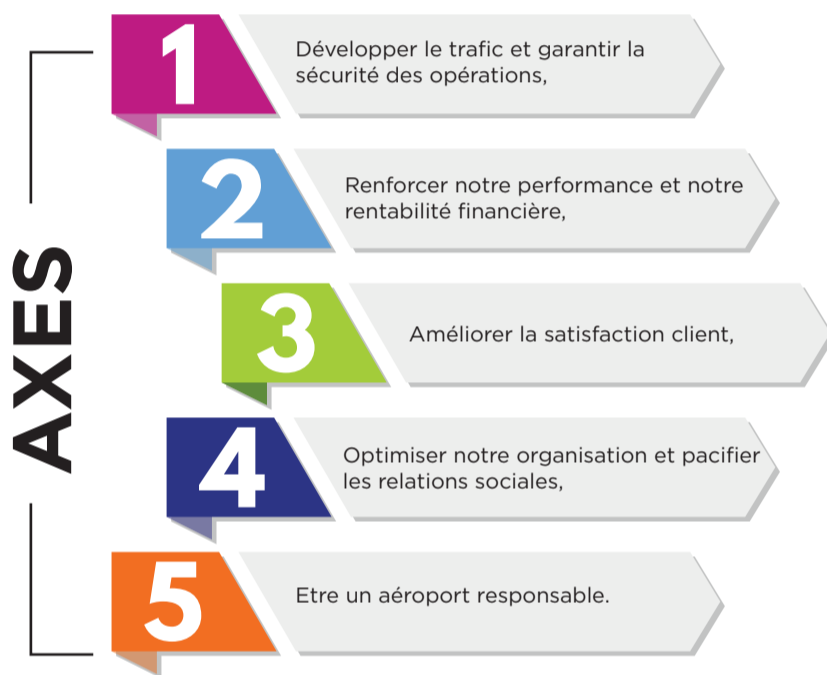 AXES
1
Développer le trafic et garantir la
sécurité des opérations,
2
Renforcer notre performance et notre
rentabilité financière,
3
Améliorer la satisfaction client,
4
Optimiser notre organisation et pacifier
les relations sociales,
5
Etre un aéroport responsable.